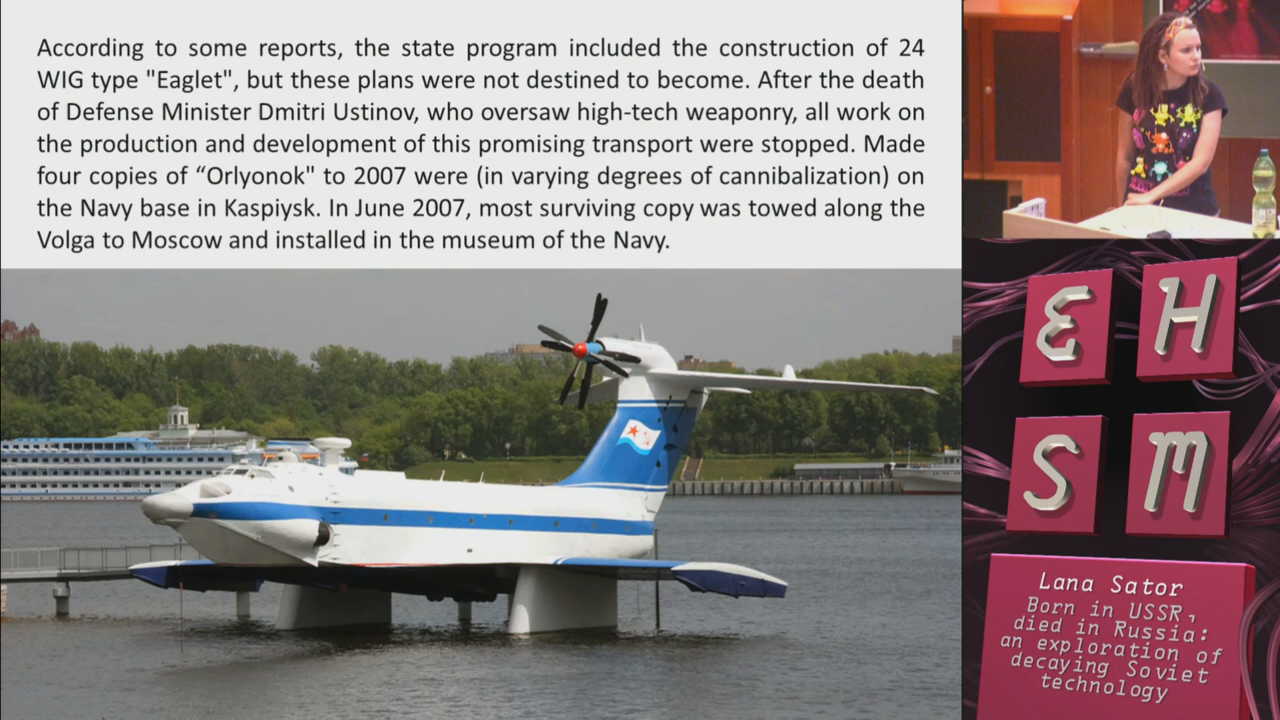 According to some reports, the state program included the construction of 24
WIG type "Eaglet", but these plans were not destined to become. After the death
of Defense Minister Dmitri Ustinov, who oversaw high-tech weaponry, all work on
the production and development of this promising transport were stopped. Made
four copies of “Orlyonok" to 2007 were (in varying degrees of cannibalization) on
the Navy base in Kaspiysk. In June 2007, most surviving copy was towed along the
Volga to Moscow and installed in the museum of the Navy.
E H
S M
Lana Sator
Born in USSR,
died in Russia:
an exploration of
decaying Soviet
technology